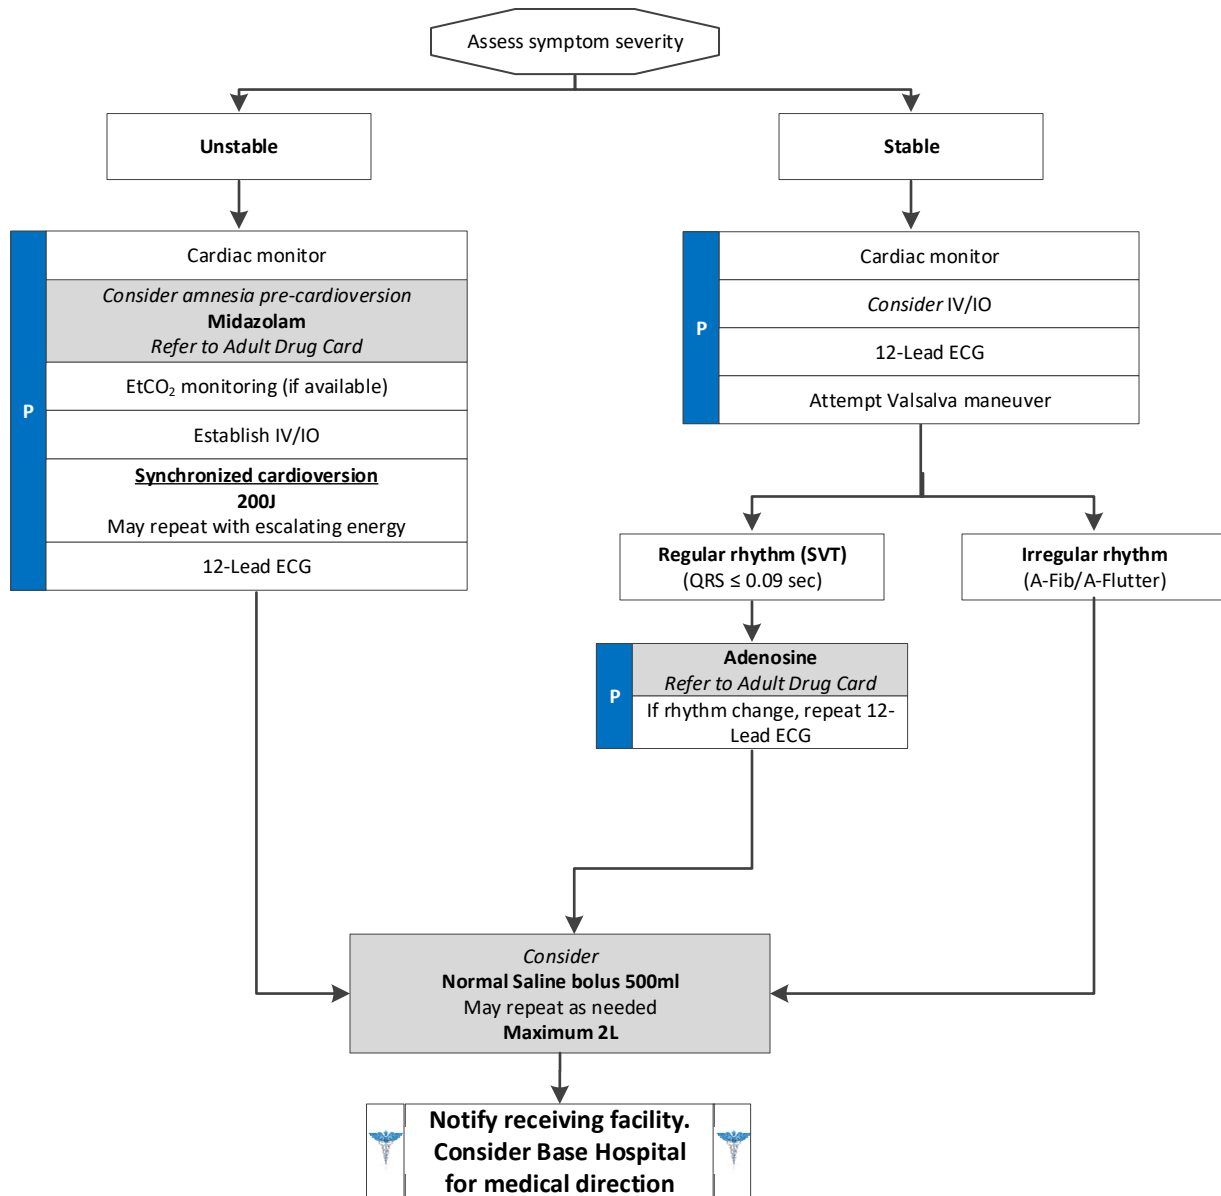 Assess symptom severity
Unstable
Stable
P
Cardiac monitor
Consider amnesia pre-cardioversion
Midazolam
Refer to Adult Drug Card
EtCO₂ monitoring (if available)
Establish IV/IO
Synchronized cardioversion
200J
May repeat with escalating energy
12-Lead ECG
P
Cardiac monitor
Consider IV/IO
12-Lead ECG
Attempt Valsalva maneuver
Regular rhythm (SVT)
(QRS ≤ 0.09 sec)
Irregular rhythm
(A-Fib/A-Flutter)
P
Adenosine
Refer to Adult Drug Card
If rhythm change, repeat 12-
Lead ECG
Consider
Normal Saline bolus 500ml
May repeat as needed
Maximum 2L
Notify receiving facility.
Consider Base Hospital
for medical direction